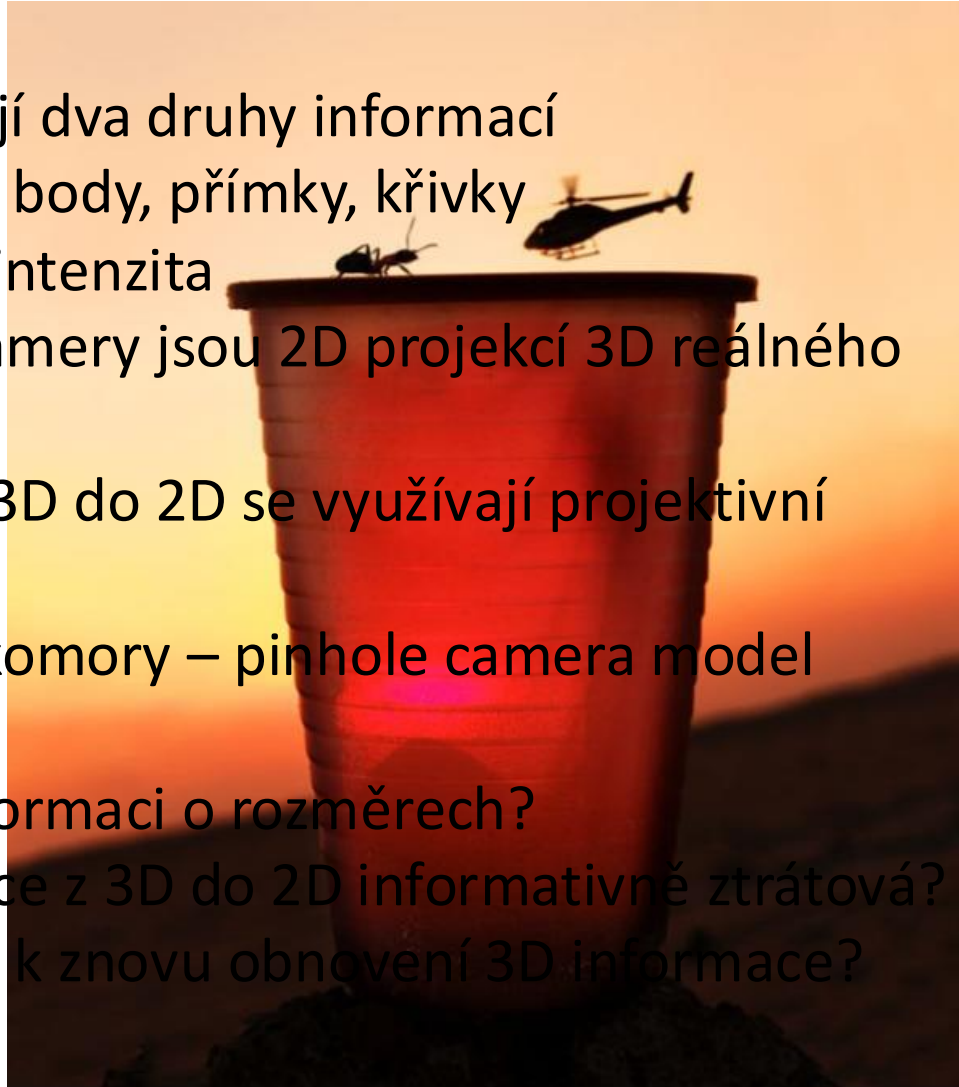 jí dva druhy informací
body, přímky, křivky
intenzita
amery jsou 2D projekcí 3D reálného
3D do 2D se využívají projektivní
komory – pinhole camera model
ormaci o rozměrech?
ce z 3D do 2D informativně ztrátová?
k znovu obnovení 3D informace?